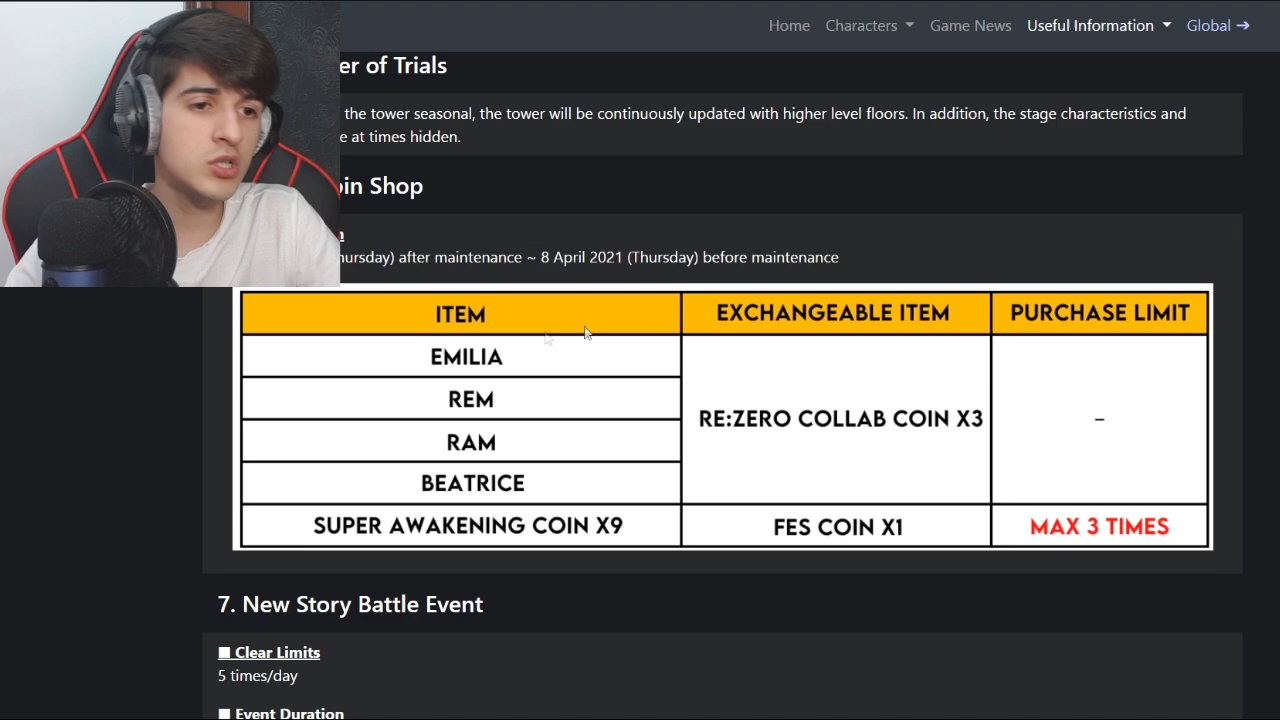 Home Characters Game News Useful Information Global →
er of Trials
the tower seasonal, the tower will be continuously updated with higher level floors. In addition, the stage characteristics and
e at times hidden.
in Shop
hursday) after maintenance ~ 8 April 2021 (Thursday) before maintenance
ITEM EXCHANGEABLE ITEM PURCHASE LIMIT
EMILIA
REM
RE:ZERO COLLAB COIN X3 –
RAM
BEATRICE
SUPER AWAKENING COIN X9 FES COIN X1 MAX 3 TIMES
7. New Story Battle Event
■ Clear Limits
5 times/day
■ Event Duration